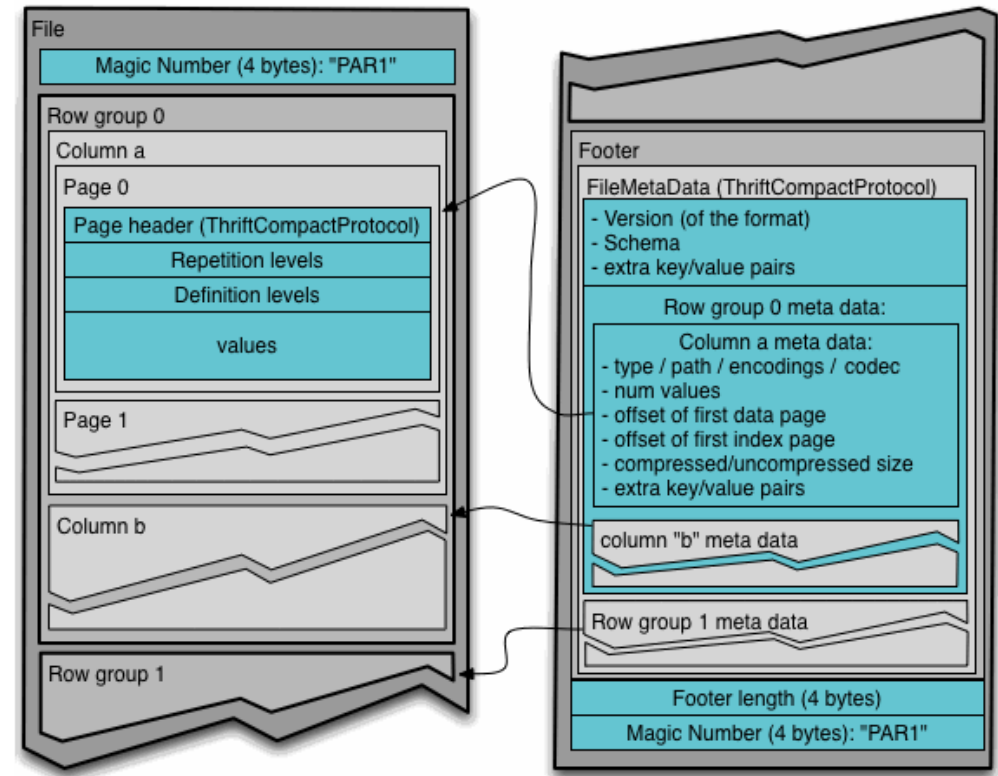 File
Magic Number (4 bytes): "PAR1"
Row group 0
Column a
Page 0
Page header (ThriftCompactProtocol)
Repetition levels
Definition levels
values
Page 1
Column b
Row group 1
Footer
FileMetaData (ThriftCompactProtocol)
- Version (of the format)
- Schema
- extra key/value pairs
Row group 0 meta data:
Column a meta data:
- type / path / encodings / codec
- num values
- offset of first data page
- offset of first index page
- compressed/uncompressed size
- extra key/value pairs
column "b" meta data
Row group 1 meta data
Footer length (4 bytes)
Magic Number (4 bytes): "PAR1"